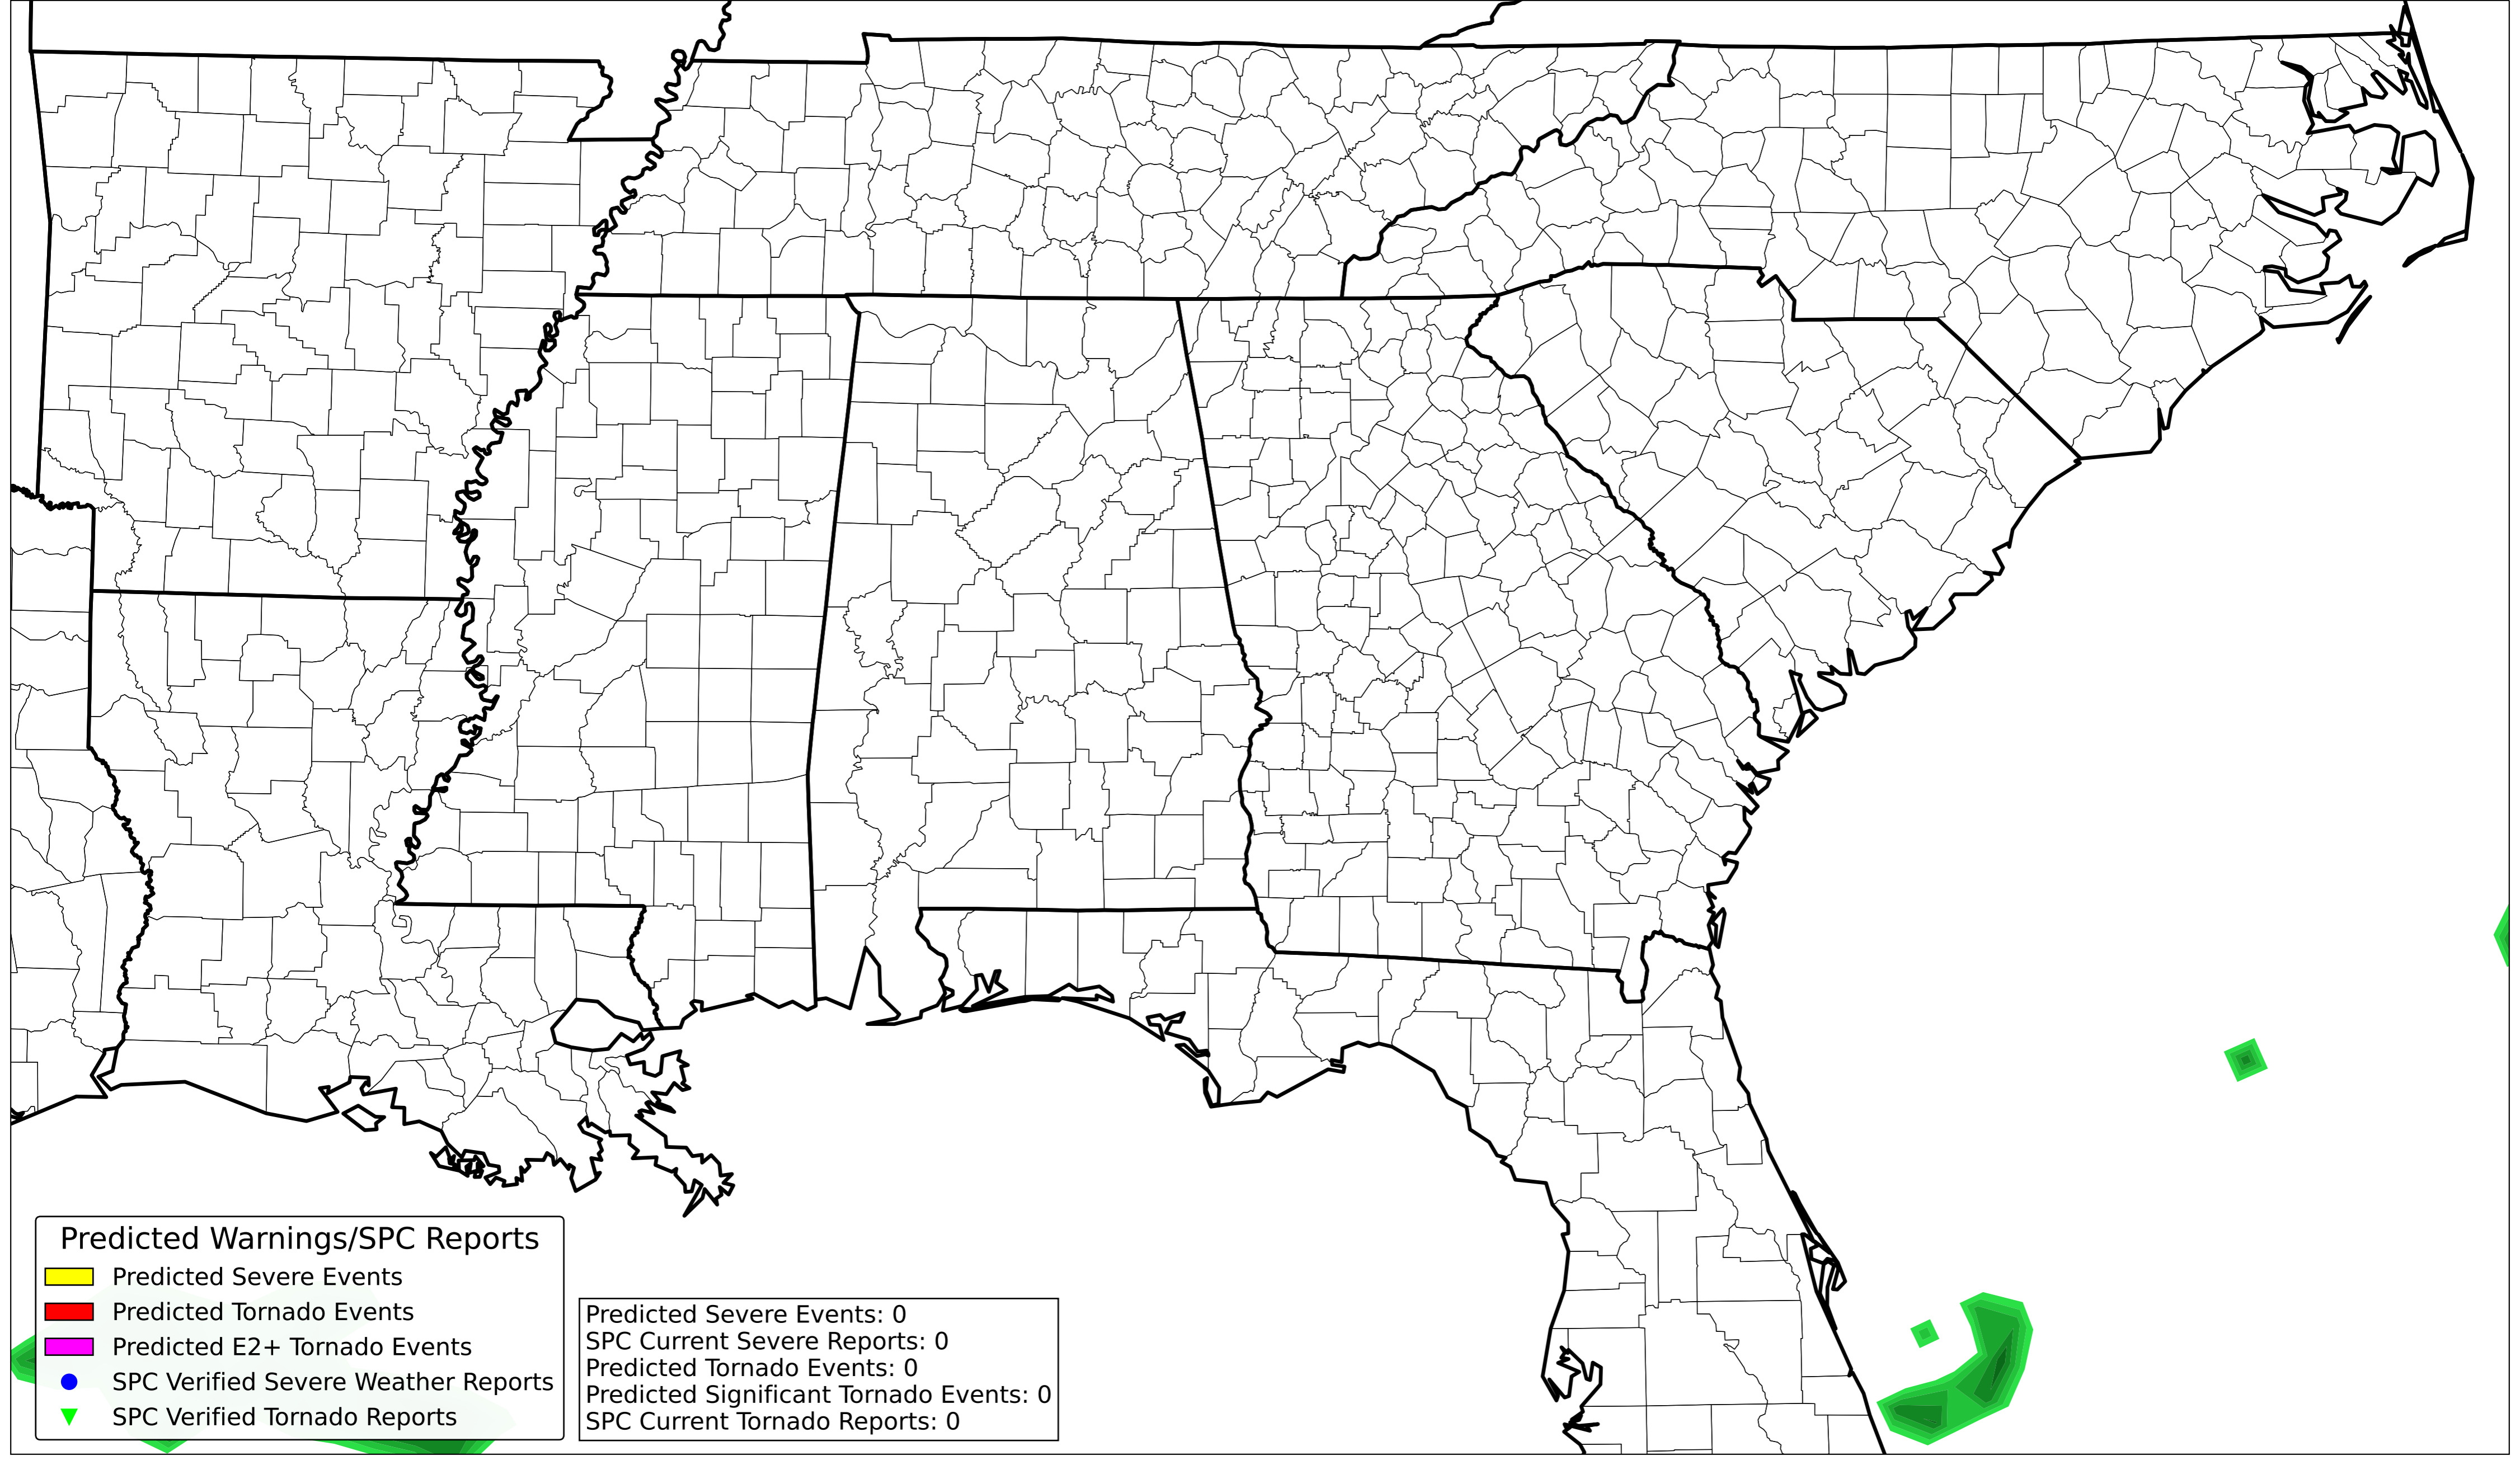 Predicted Warnings/SPC Reports
Predicted Severe Events
Predicted Tornado Events
Predicted E2+ Tornado Events
SPC Verified Severe Weather Reports
SPC Verified Tornado Reports
Predicted Severe Events: 0
SPC Current Severe Reports: 0
Predicted Tornado Events: 0
Predicted Significant Tornado Events: 0
SPC Current Tornado Reports: 0